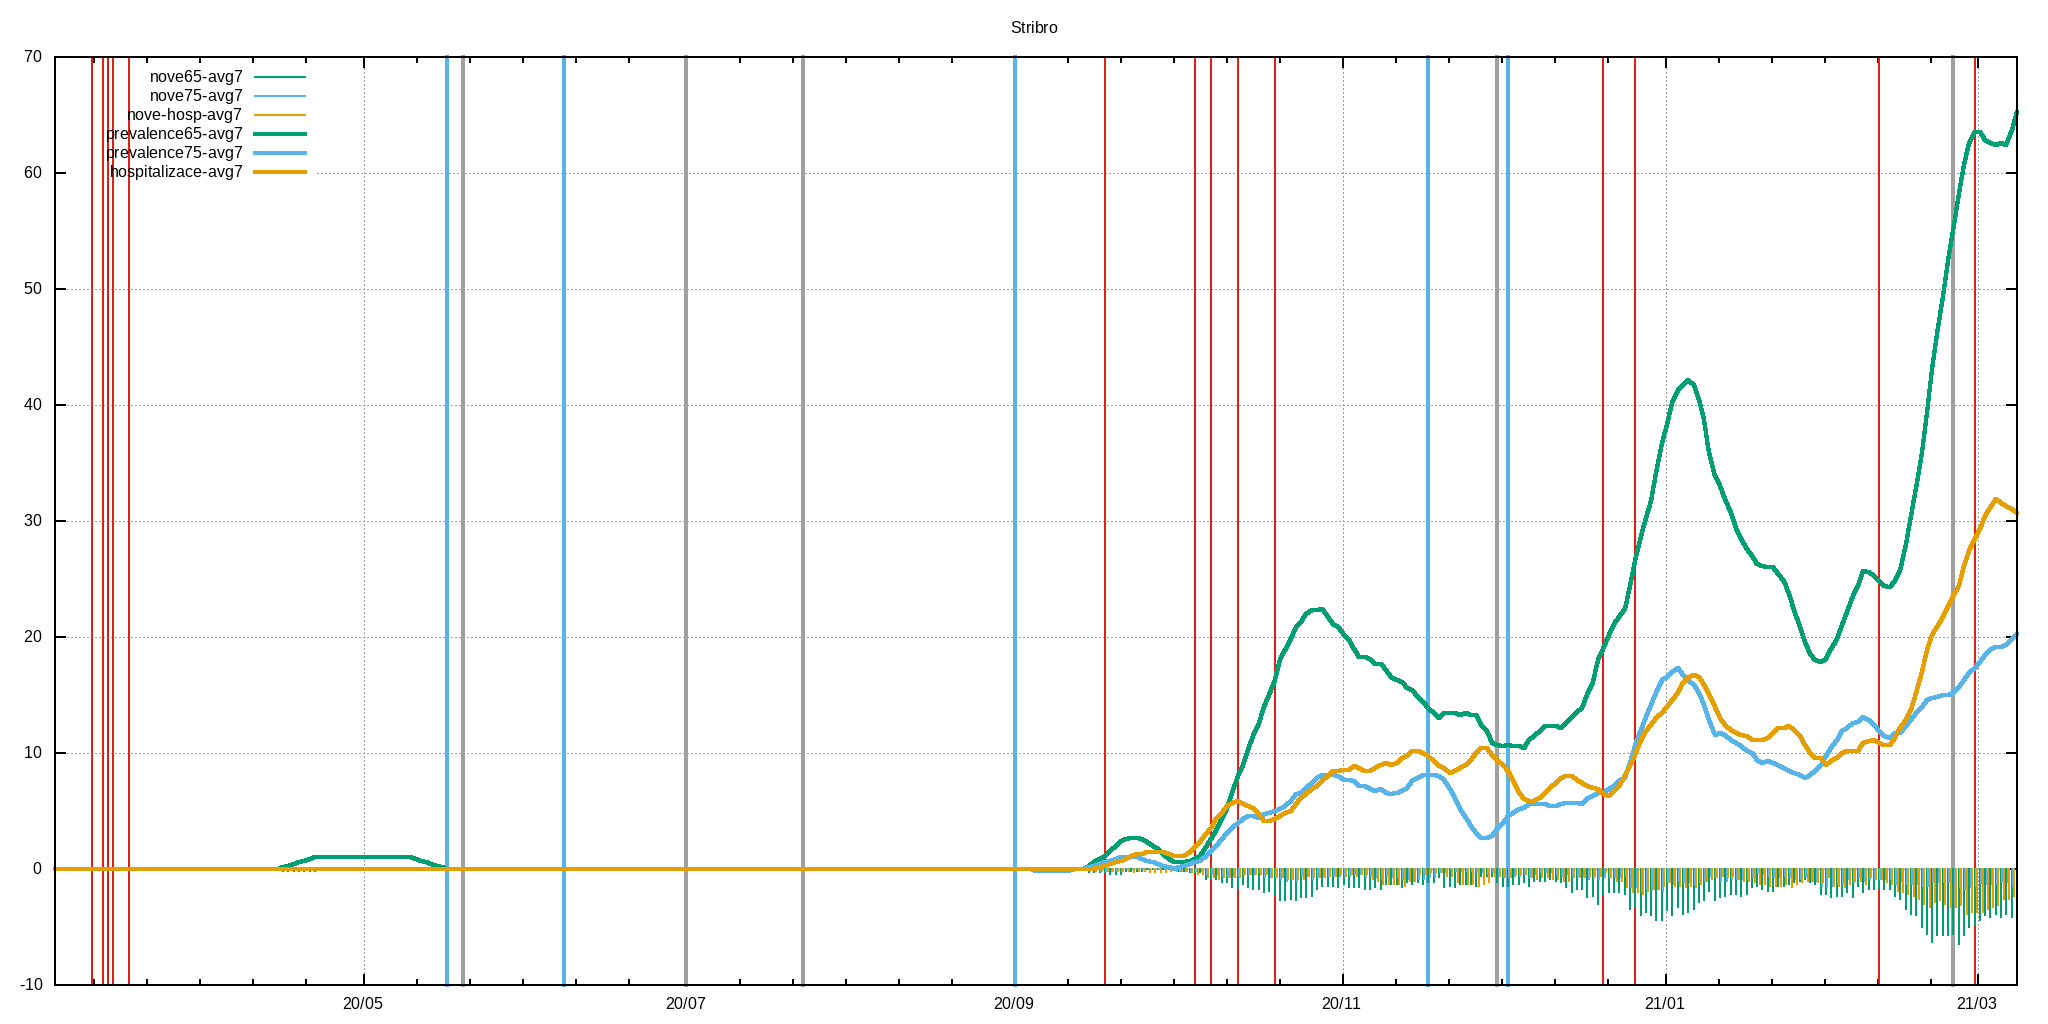 Stribro
70
60
50
40
30
20
10
0
-10
nove65-avg7
nove75-avg7
nove-hosp-avg7
prevalence65-avg7
prevalence75-avg7
hospitalizace-avg7
20/05 20/07 20/09 20/11 21/01 21/03